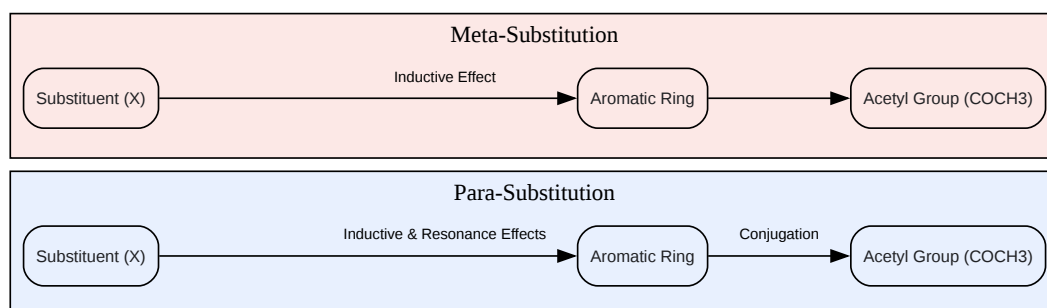 Meta-Substitution
Inductive Effect
Substituent (X)
Aromatic Ring
Acetyl Group (COCH3)
Para-Substitution
Inductive & Resonance Effects
Conjugation
Substituent (X)
Aromatic Ring
Acetyl Group (COCH3)